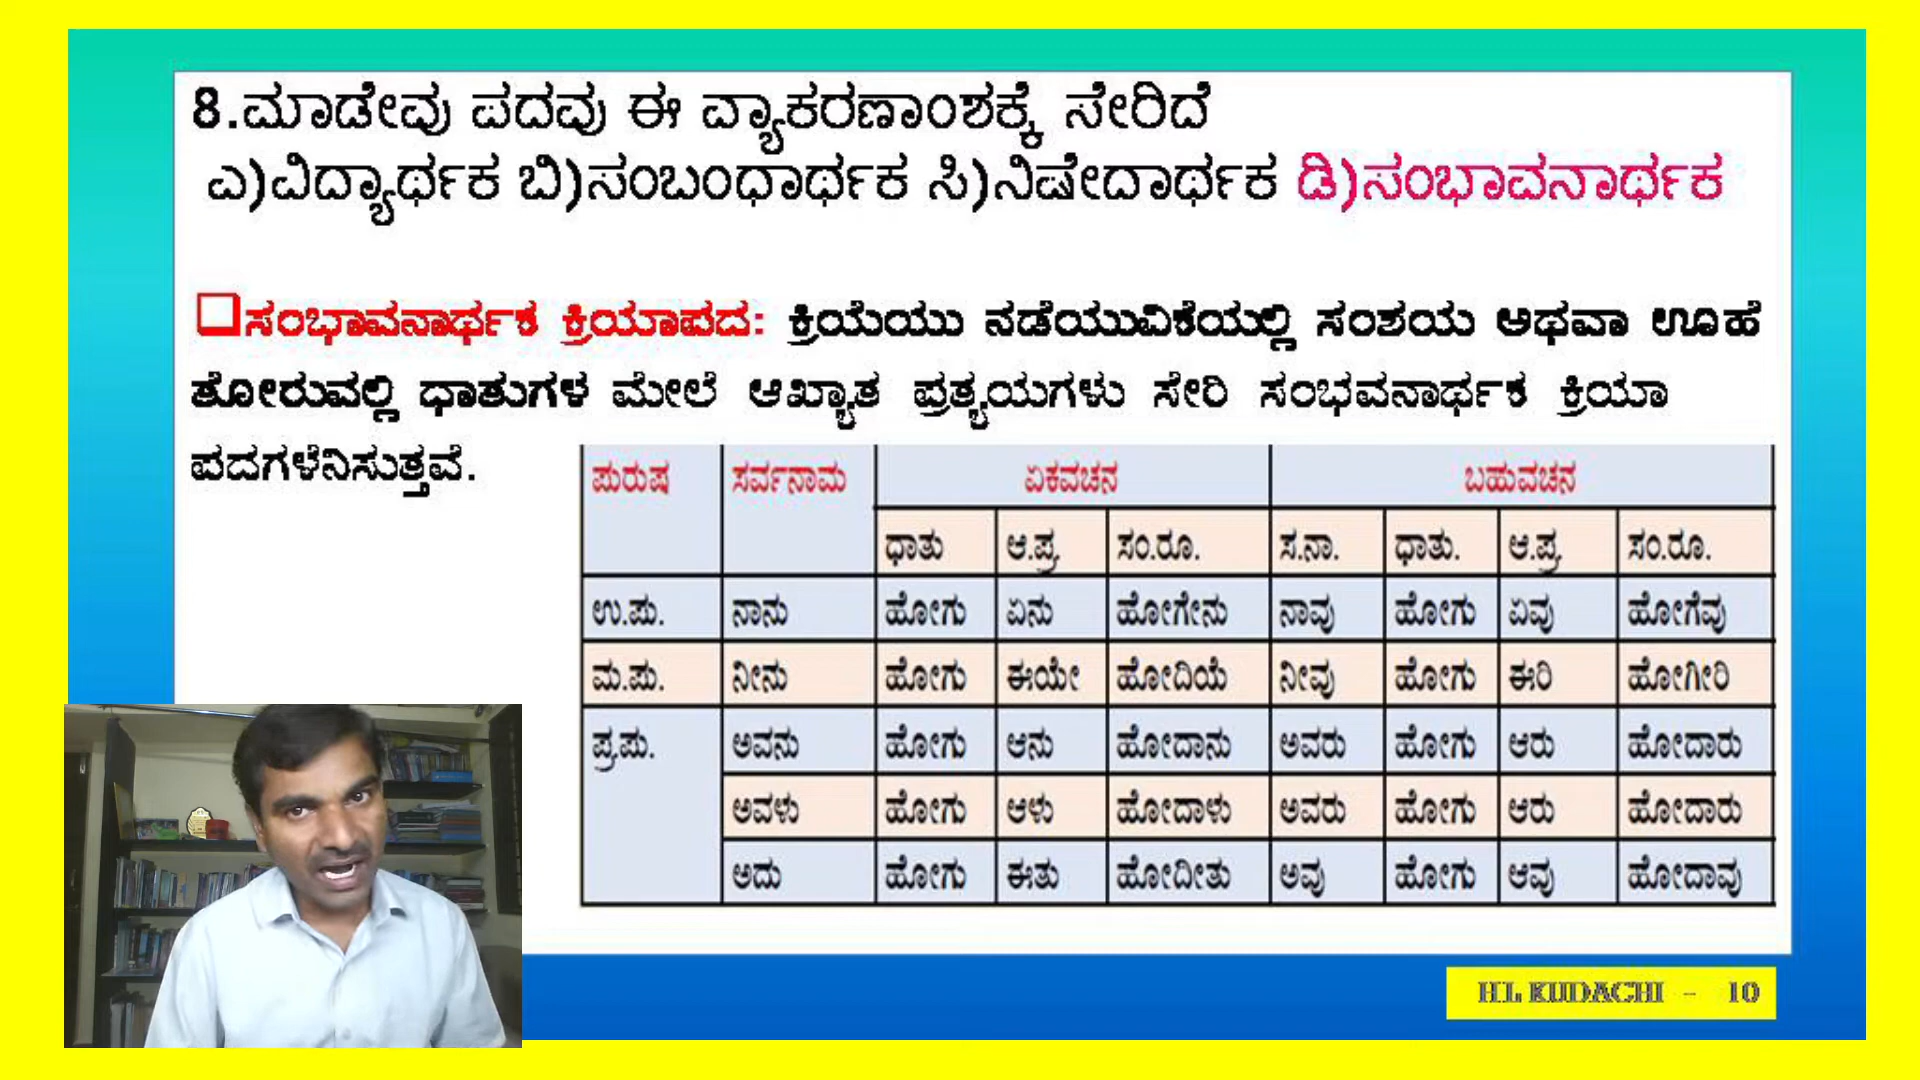 8.ಮಾಡೇವು ಪದವು ಈ ವ್ಯಾಕರಣಾಂಶಕ್ಕೆ ಸೇರಿದೆ
ಎ)ವಿದ್ಯಾರ್ಥಕ ಬಿ)ಸಂಬಂಧಾರ್ಥಕ ಸಿ)ನಿಷೇದಾರ್ಥಕ ಡಿ)ಸಂಭಾವನಾರ್ಥಕ
ಸಂಭಾವನಾರ್ಥಕ ಕ್ರಿಯಾಪದ: ಕ್ರಿಯೆಯು ನಡೆಯುವಿಕೆಯಲ್ಲಿ ಸಂಶಯ ಅಥವಾ ಊಹೆ
ತೋರುವಲ್ಲಿ ಧಾತುಗಳ ಮೇಲೆ ಆಖ್ಯಾತ ಪ್ರತ್ಯಯಗಳು ಸೇರಿ ಸಂಭವನಾರ್ಥಕ ಕ್ರಿಯಾ
ಪದಗಳೆನಿಸುತ್ತವೆ.
ಪುರುಷ ಸರ್ವನಾಮ ಏಕವಚನ ಬಹುವಚನ
ಧಾತು ಆ.ಪ್ರ ಸಂ.ರೂ. ಸ.ನಾ. ಧಾತು. ಆ.ಪ್ರ ಸಂ.ರೂ.
ಉ.ಪು. ನಾನು ಹೋಗು ಏನು ಹೋಗೇನು ನಾವು ಹೋಗು ಏವು ಹೋಗೆವು
ಮ.ಪು. ನೀನು ಹೋಗು ಈಯೇ ಹೋದಿಯೆ ನೀವು ಹೋಗು ಈರಿ ಹೋಗೀರಿ
ಪ್ರ.ಪು. ಅವನು ಹೋಗು ಆನು ಹೋದಾನು ಅವರು ಹೋಗು ಆರು ಹೋದಾರು
ಅವಳು ಹೋಗು ಆಳು ಹೋದಾಳು ಅವರು ಹೋಗು ಆರು ಹೋದಾರು
ಅದು ಹೋಗು ಈತು ಹೋದೀತು ಅವು ಹೋಗು ಆವು ಹೋದಾವು
H.L KUDACHI - 10